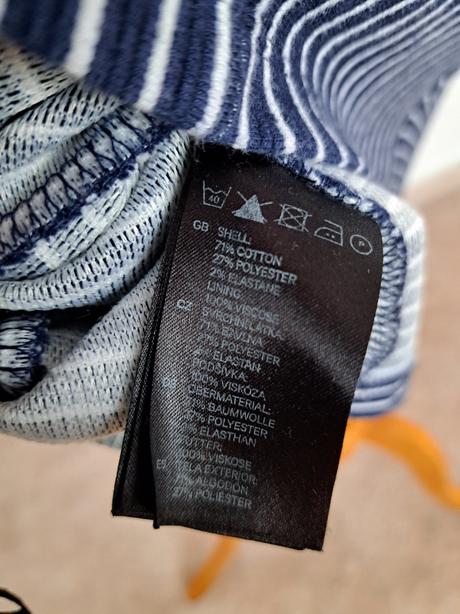 40
P
GB SHELL:
71% COTTON
27% POLYESTER
2% ELASTANE
LINING:
100% VISCOSE
CZ SVRCHNÍ LÁTKA:
71% BAVLNA
27% POLYESTER
2% ELASTAN
PODŠÍVKA:
100% VISKÓZA
DE OBERMATERIAL:
71% BAUMWOLLE
27% POLYESTER
2% ELASTHAN
FUTTER:
100% VISKOSE
ES TELA EXTERIOR:
71% ALGODÓN
27% POLIÉSTER